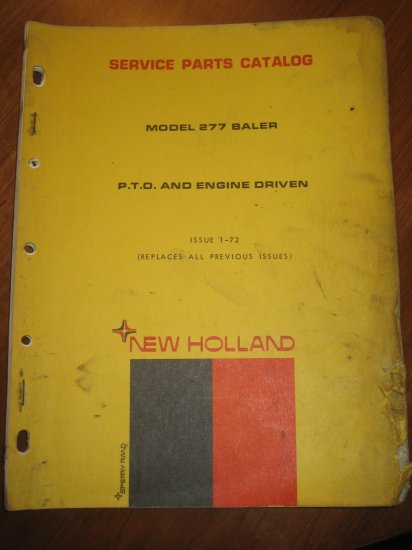 SERVICE PARTS CATALOG
MODEL 277 BALER
P.T.O. AND ENGINE DRIVEN
ISSUE 1-72
(REPLACES ALL PREVIOUS ISSUES)
NEW HOLLAND
SPERRY RAND